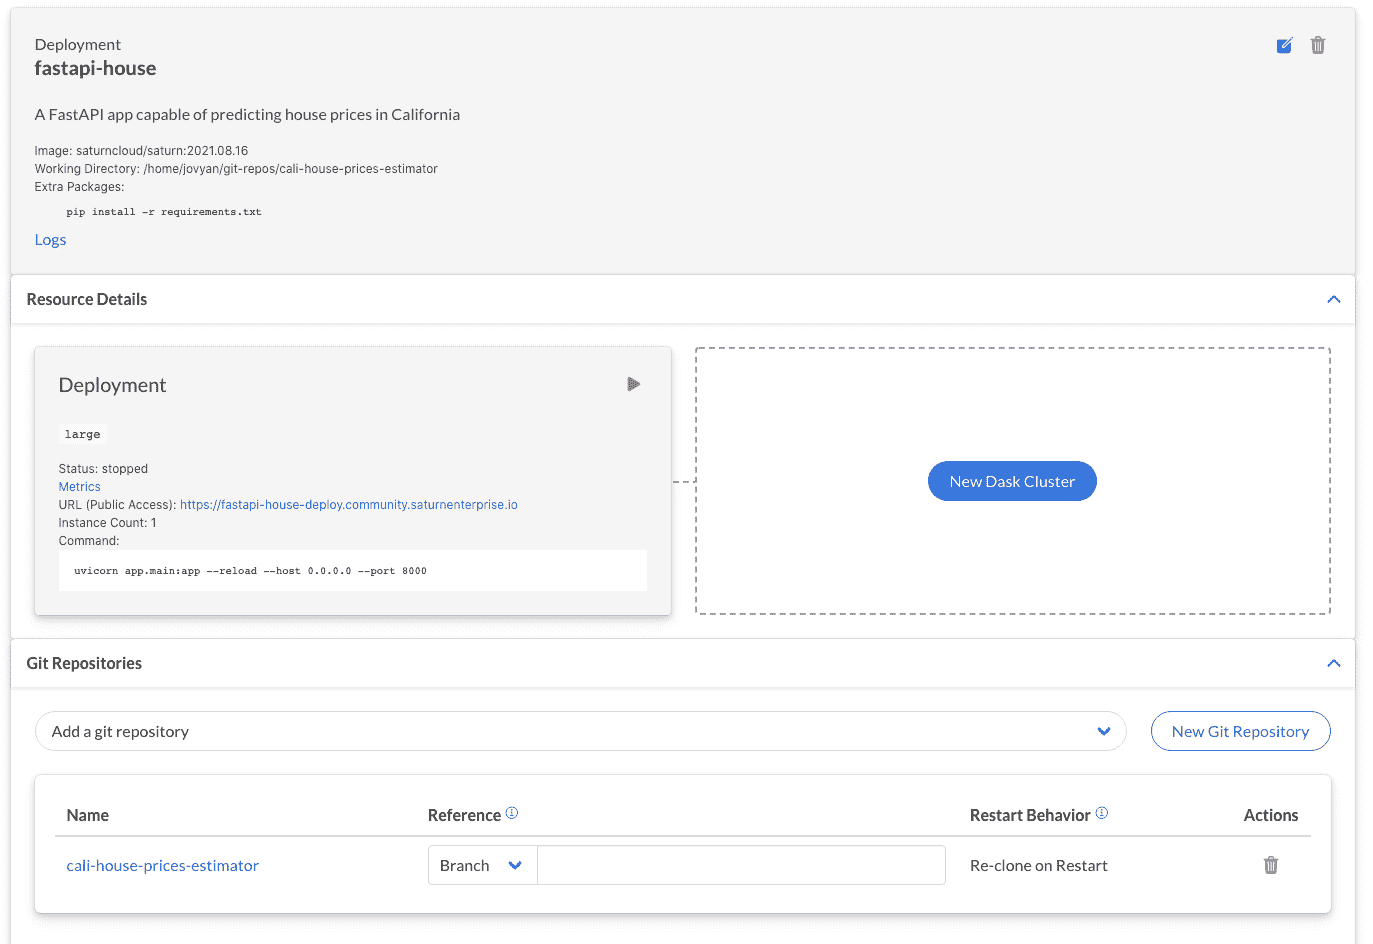 Deployment
fastapi-house
A FastAPI app capable of predicting house prices in California
Image: saturncloud/saturn:2021.08.16
Working Directory: /home/jovyan/git-repos/cali-house-prices-estimator
Extra Packages:
pip install -r requirements.txt
Logs
Resource Details
Deployment
large
Status: stopped
Metrics
URL (Public Access): https://fastapi-house-deploy.community.saturnenterprise.io
Instance Count: 1
Command:
uvicorn app.main:app --reload --host 0.0.0.0 --port 8000
New Dask Cluster
Git Repositories
Add a git repository
New Git Repository
Name Reference Restart Behavior Actions
cali-house-prices-estimator Branch Re-clone on Restart